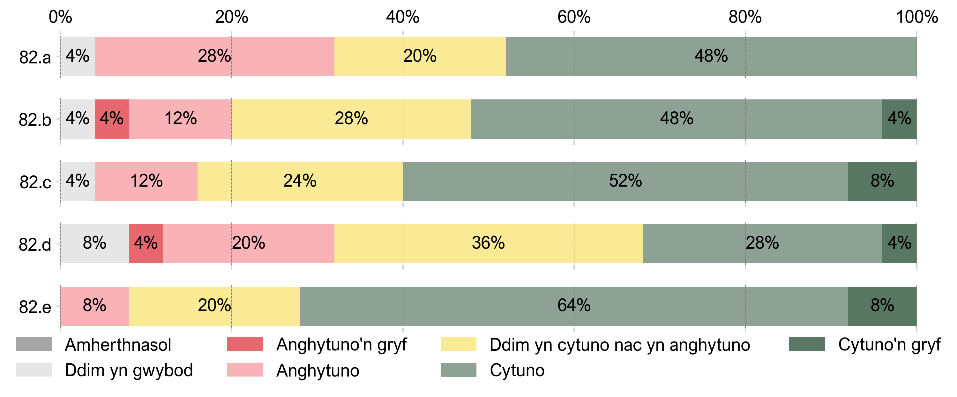 0% 20% 40% 60% 80% 100%
82.a 4% 28% 20% 48%
82.b 4% 4% 12% 28% 48% 4%
82.c 4% 12% 24% 52% 8%
82.d 8% 4% 20% 36% 28% 4%
82.e 8% 20% 64% 8%
Amherthnasol Anghytuno'n gryf Ddim yn cytuno nac yn anghytuno Cytuno'n gryf
Ddim yn gwybod Anghytuno Cytuno